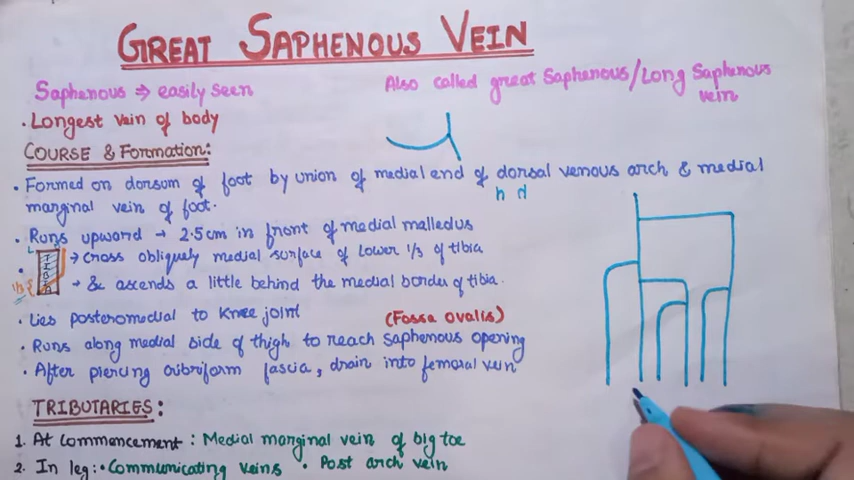 GREAT SAPHENOUS VEIN
Saphenous ⇒ easily seen
Also called great Saphenous/Long Saphenous vein
• Longest vein of body
COURSE & Formation:
• Formed on dorsum of foot by union of medial end of dorsal venous arch & medial
marginal vein of foot.
• Runs upward → 2.5cm in front of medial malledus
• → Cross obliquely medial surface of lower 1/3 of tibia
→ & ascends a little behind the medial border of tibia.
TIBIA
1/3
• Lies posteromedial to Knee joint
(Fossa ovalis)
• Runs along medial side of thigh to reach saphenous opening
• After piercing cribriform fascia, drain into femoral vein
TRIBUTARIES:
1. At commencement: Medial marginal vein of big toe
2. In leg: • Communicating veins • Post arch vein